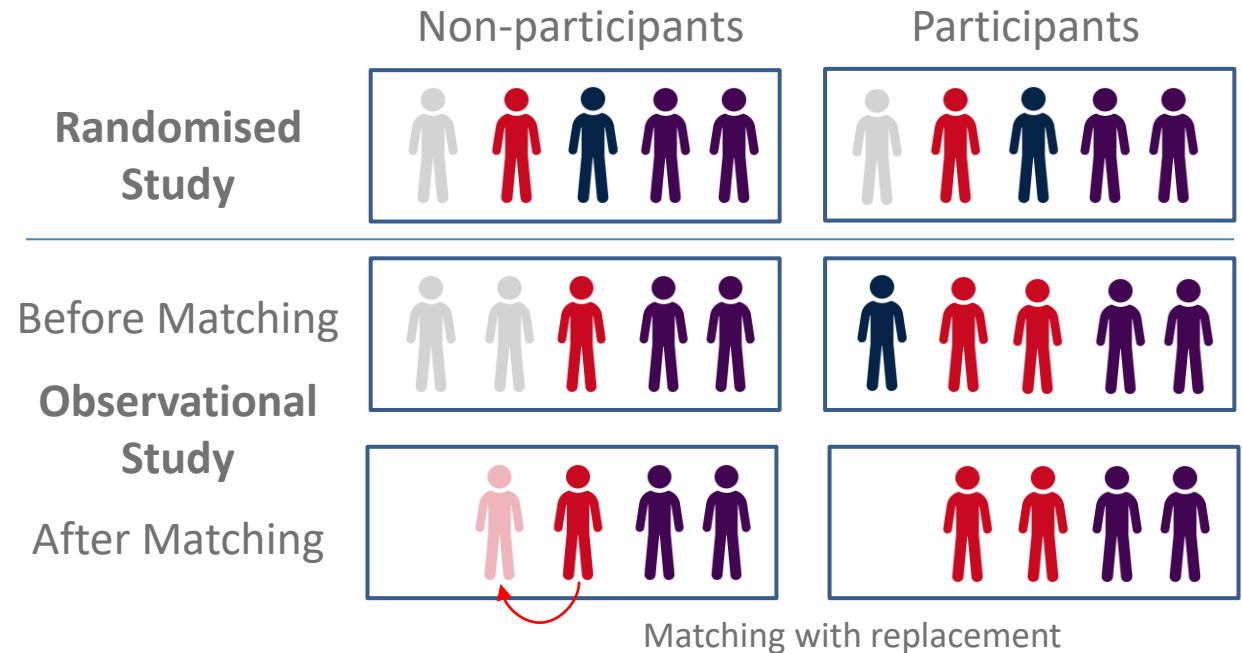 Non-participants
Participants
Randomised
Study
Before Matching
Observational
Study
After Matching
Matching with replacement